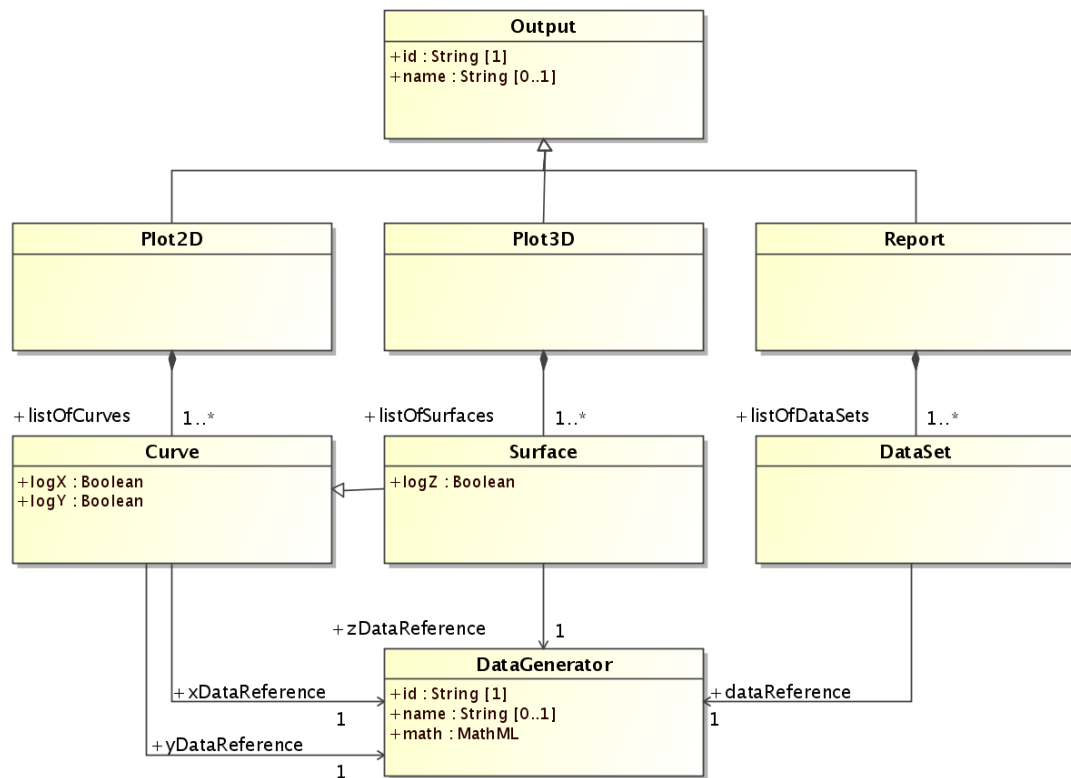 Output
+id : String [1]
+name : String [0..1]
Plot2D
Plot3D
Report
+listOfCurves
1..*
+listOfSurfaces
1..*
+listOfDataSets
1..*
Curve
+logX : Boolean
+logY : Boolean
Surface
+logZ : Boolean
DataSet
+zDataReference
1
DataGenerator
+id : String [1]
+name : String [0..1]
+math : MathML
+xDataReference
1
+dataReference
1
+yDataReference
1